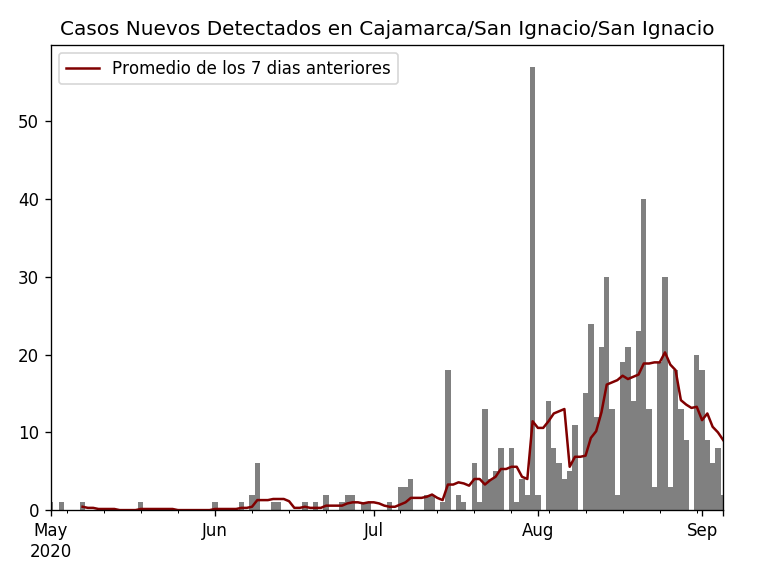 Casos Nuevos Detectados en Cajamarca/San Ignacio/San Ignacio
Promedio de los 7 dias anteriores
50
40
30
20
10
0
May Jun Jul Aug Sep
2020